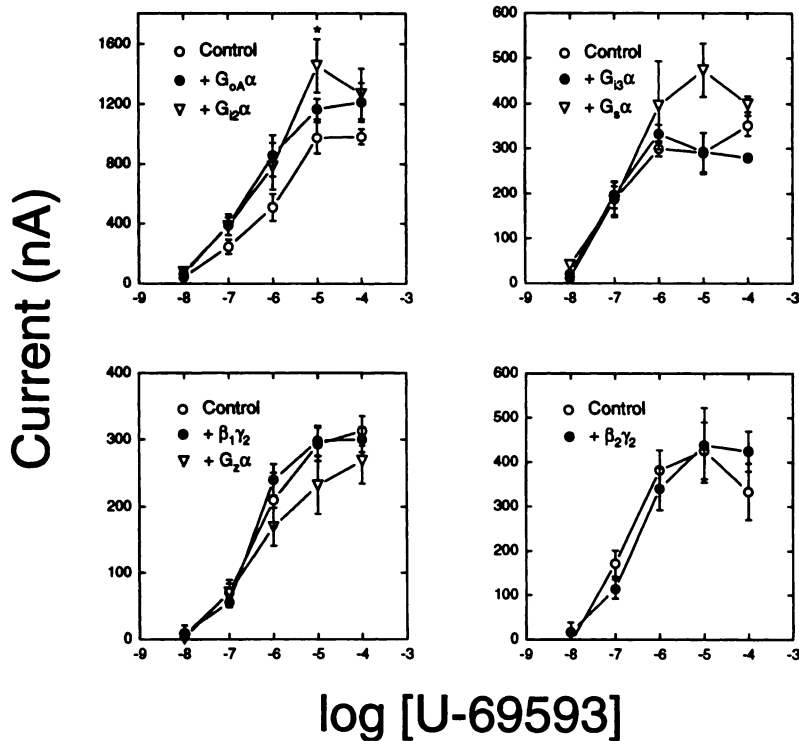 Current (nA)
1600
1200
800
400
0
-9 -8 -7 -6 -5 -4 -3
Control
+ GoAα
+ Gi2α
*
600
500
400
300
200
100
0
-9 -8 -7 -6 -5 -4 -3
Control
+ Gi3α
+ Gsα
400
300
200
100
0
-9 -8 -7 -6 -5 -4 -3
Control
+ β1γ2
+ Gzα
600
500
400
300
200
100
0
-9 -8 -7 -6 -5 -4 -3
Control
+ β2γ2
log [U-69593]